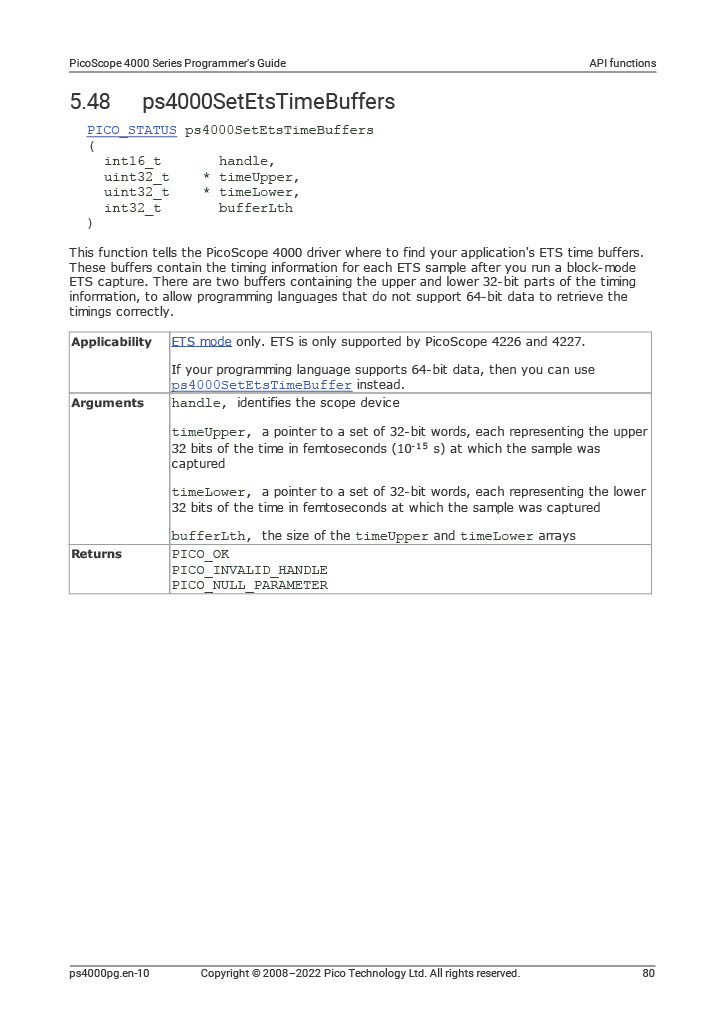 PicoScope 4000 Series Programmer's Guide API functions
5.48 ps4000SetEtsTimeBuffers
PICO_STATUS ps4000SetEtsTimeBuffers
(
int16_t handle,
uint32_t * timeUpper,
uint32_t * timeLower,
int32_t bufferLth
)
This function tells the PicoScope 4000 driver where to find your application's ETS time buffers.
These buffers contain the timing information for each ETS sample after you run a block-mode
ETS capture. There are two buffers containing the upper and lower 32-bit parts of the timing
information, to allow programming languages that do not support 64-bit data to retrieve the
timings correctly.
Applicability ETS mode only. ETS is only supported by PicoScope 4226 and 4227.
If your programming language supports 64-bit data, then you can use
ps4000SetEtsTimeBuffer instead.
Arguments handle, identifies the scope device
timeUpper, a pointer to a set of 32-bit words, each representing the upper
32 bits of the time in femtoseconds (10⁻¹⁵ s) at which the sample was
captured
timeLower, a pointer to a set of 32-bit words, each representing the lower
32 bits of the time in femtoseconds at which the sample was captured
bufferLth, the size of the timeUpper and timeLower arrays
Returns PICO_OK
PICO_INVALID_HANDLE
PICO_NULL_PARAMETER
ps4000pg.en-10 Copyright © 2008–2022 Pico Technology Ltd. All rights reserved. 80